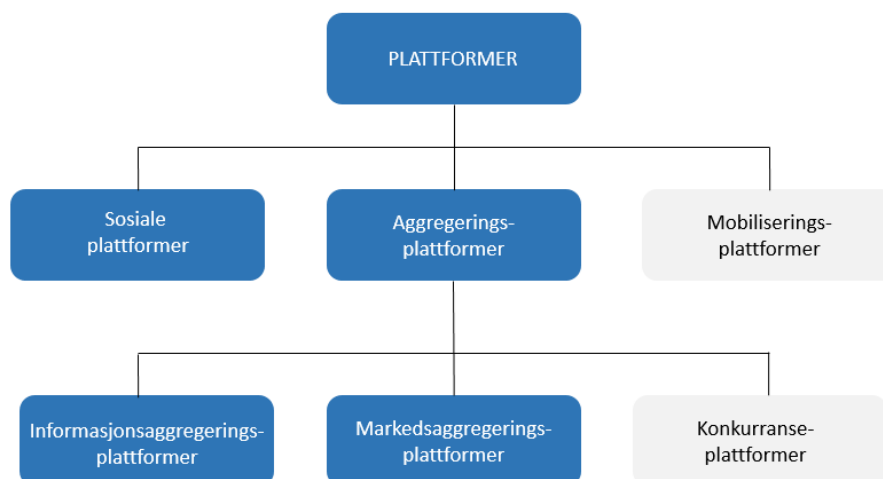 PLATTFORMER
Sosiale
plattformer
Aggregerings-
plattformer
Mobiliserings-
plattformer
Informasjonsaggregerings-
plattformer
Markedsaggregerings-
plattformer
Konkurranse-
plattformer